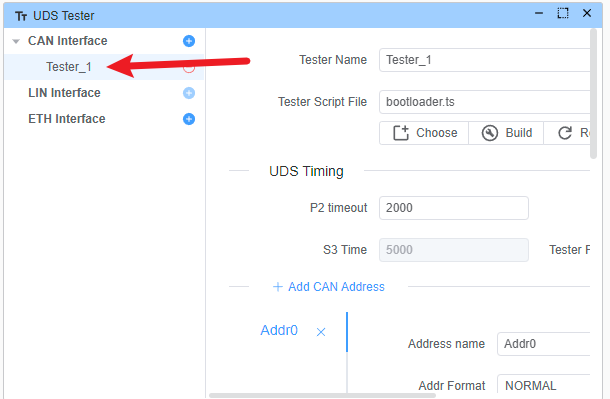 UDS Tester
CAN Interface
Tester_1
LIN Interface
ETH Interface
Tester Name Tester_1
Tester Script File bootloader.ts
Choose Build Re
UDS Timing
P2 timeout 2000
S3 Time 5000 Tester F
+ Add CAN Address
Addr0
Address name Addr0
Addr Format NORMAL